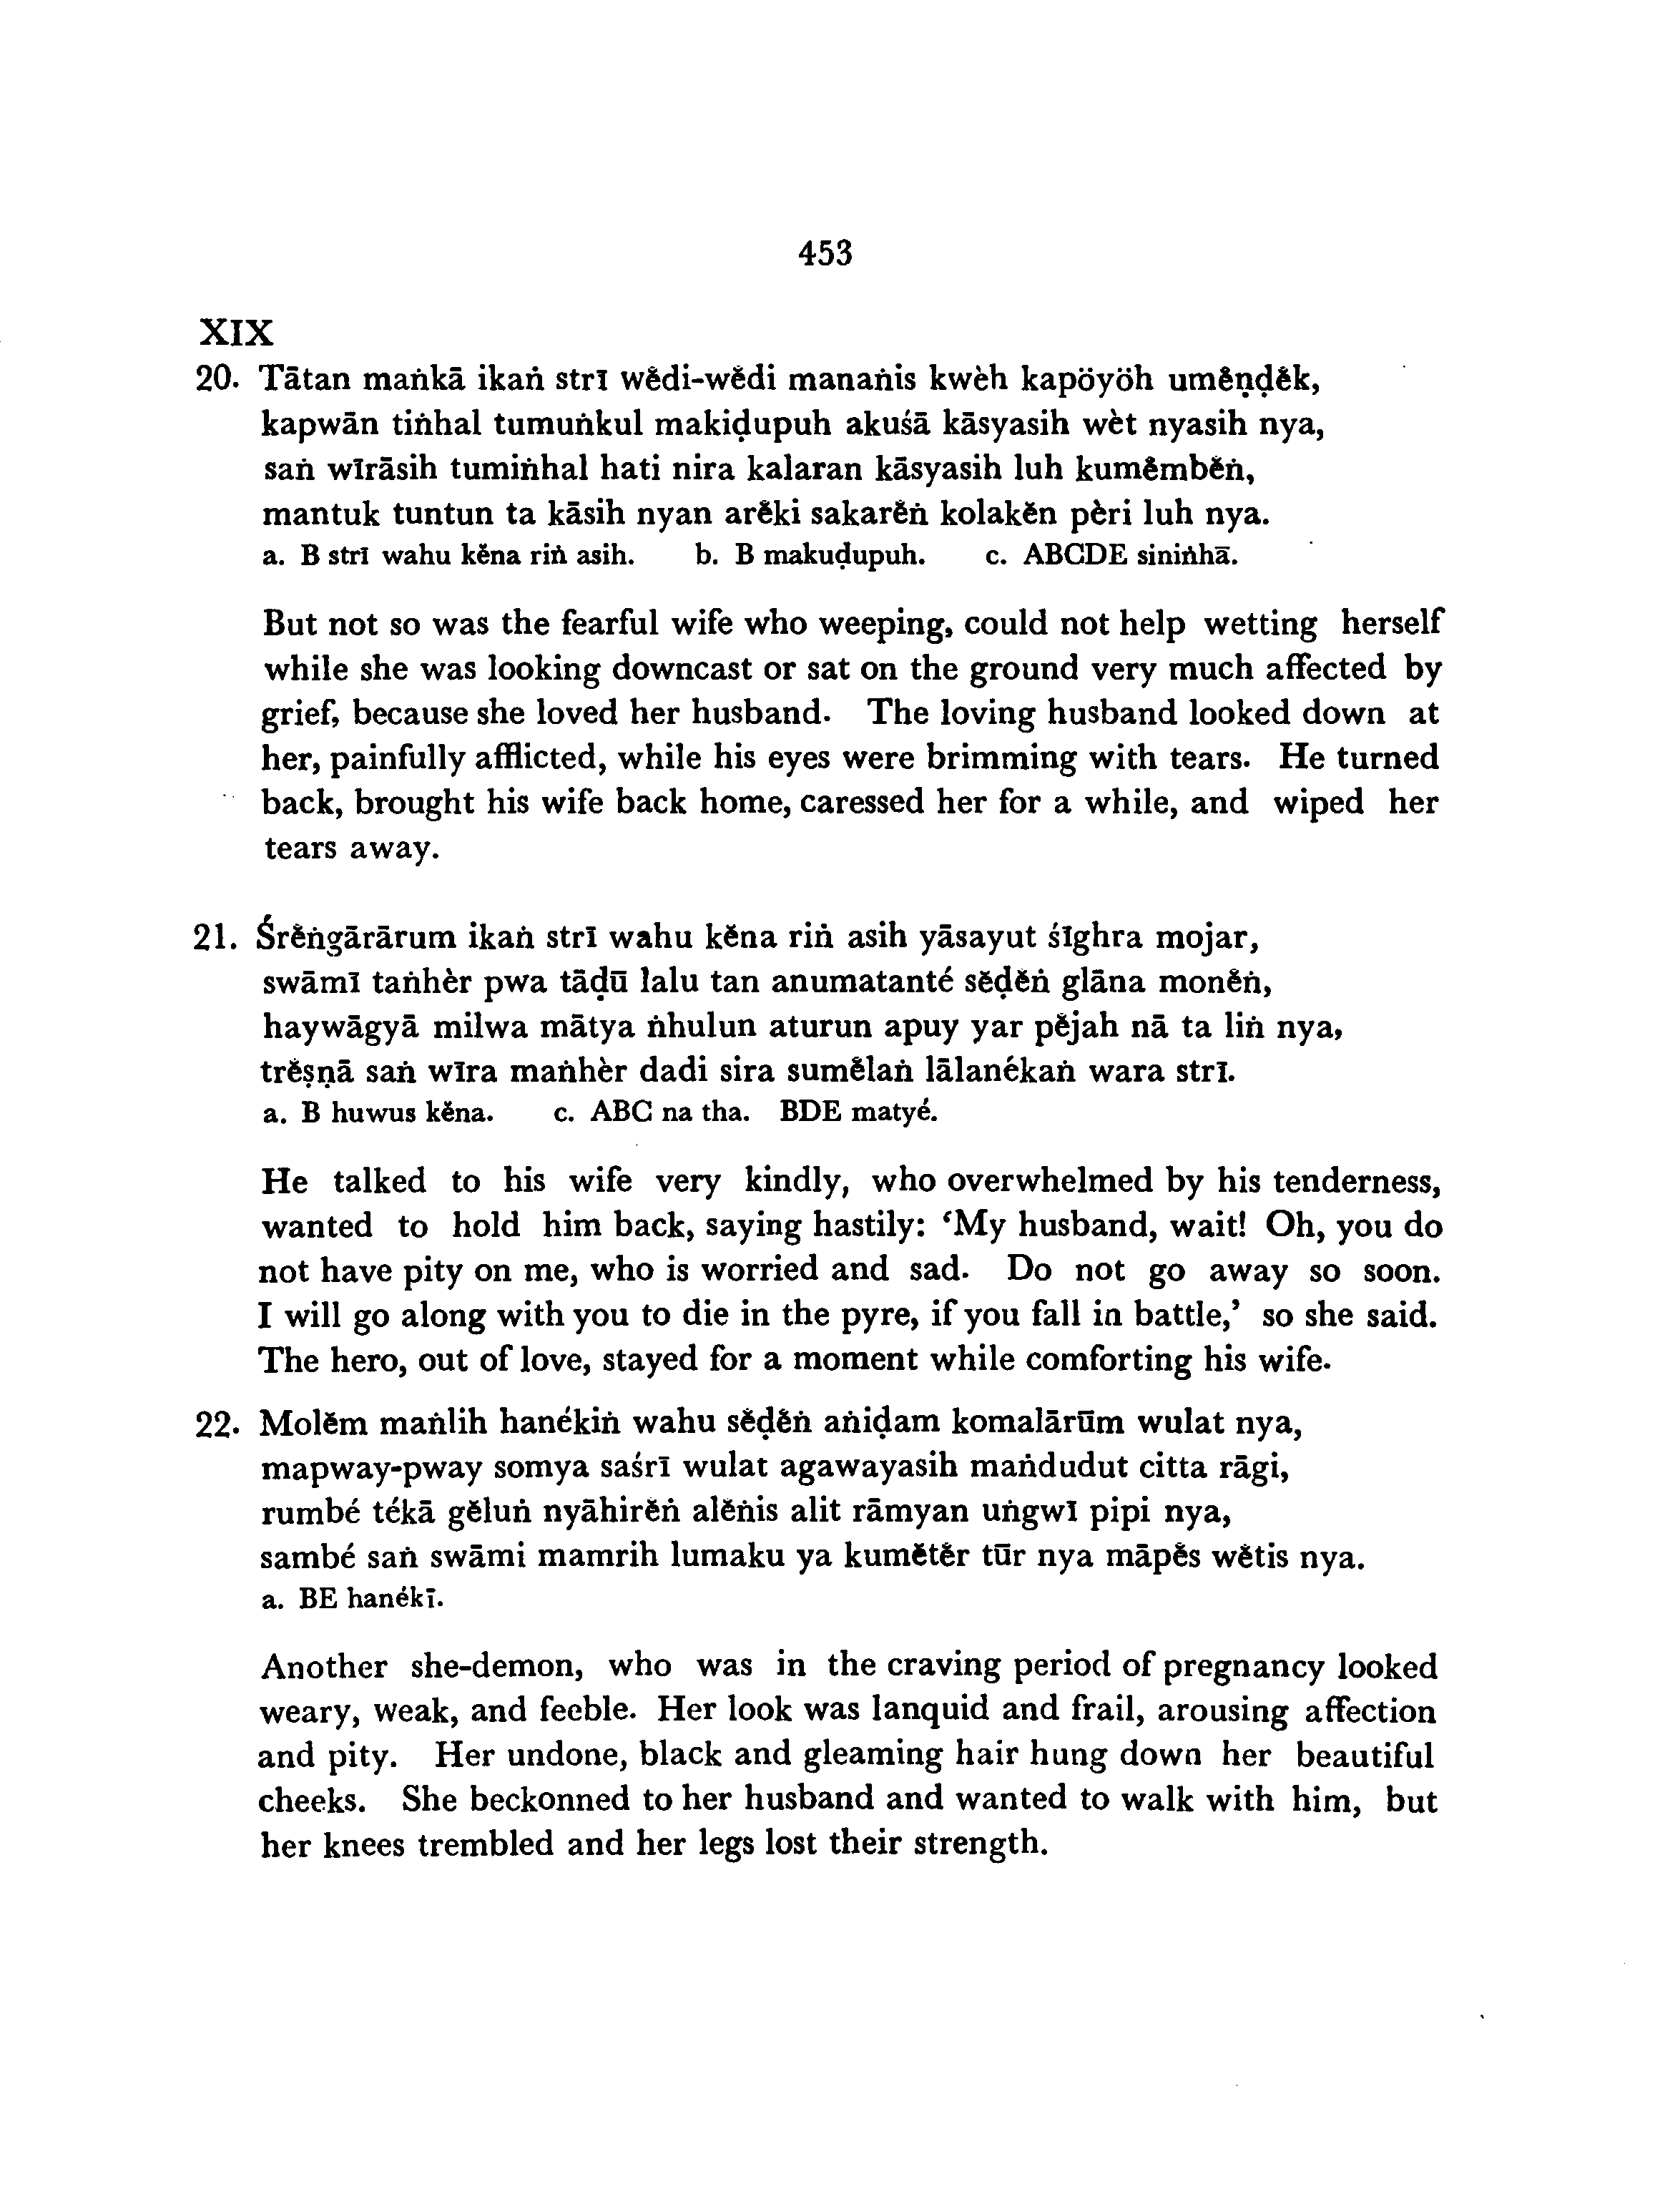 453
XIX
20. Tātan maṅkā ikaṅ strī wĕdi-wĕdi manaṅis kwèh kapöyöh umĕṇḍĕk,
kapwān tiṅhal tumuṅkul makiḍupuh akuśā kāsyasih wèt nyasih nya,
saṅ wīrāsih tumiṅhal hati nira kalaran kāsyasih luh kumĕmbĕṅ,
mantuk tuntun ta kāsih nyan arĕki sakarĕṅ kolakĕn pèri luh nya.
a. B strī wahu kĕna riṅ asih. b. B makuḍupuh. c. ABCDE siniṅhā.
But not so was the fearful wife who weeping, could not help wetting herself
while she was looking downcast or sat on the ground very much affected by
grief, because she loved her husband. The loving husband looked down at
her, painfully afflicted, while his eyes were brimming with tears. He turned
back, brought his wife back home, caressed her for a while, and wiped her
tears away.
21. Śrĕṅgārārum ikaṅ strī wahu kĕna riṅ asih yāsayut śīghra mojar,
swāmī taṅhèr pwa tāḍū lalu tan anumatanté sĕḍĕṅ glāna monĕṅ,
haywāgyā milwa mātya ṅhulun aturun apuy yar pĕjah nā ta liṅ nya,
trĕṣṇā saṅ wīra maṅhèr dadi sira sumĕlaṅ lālanékaṅ wara strī.
a. B huwus kĕna. c. ABC na tha. BDE matyé.
He talked to his wife very kindly, who overwhelmed by his tenderness,
wanted to hold him back, saying hastily: ‘My husband, wait! Oh, you do
not have pity on me, who is worried and sad. Do not go away so soon.
I will go along with you to die in the pyre, if you fall in battle,’ so she said.
The hero, out of love, stayed for a moment while comforting his wife.
22. Molĕm maṅlih hanékiṅ wahu sĕḍĕṅ aṅiḍam komalārūm wulat nya,
mapway-pway somya saśrī wulat agawayasih maṅdudut citta rāgi,
rumbé tékā gĕluṅ nyāhirĕṅ alĕṅis alit rāmyan uṅgwī pipi nya,
sambé saṅ swāmi mamrih lumaku ya kumĕtĕr tūr nya māpĕs wĕtis nya.
a. BE hanékī.
Another she-demon, who was in the craving period of pregnancy looked
weary, weak, and feeble. Her look was lanquid and frail, arousing affection
and pity. Her undone, black and gleaming hair hung down her beautiful
cheeks. She beckonned to her husband and wanted to walk with him, but
her knees trembled and her legs lost their strength.